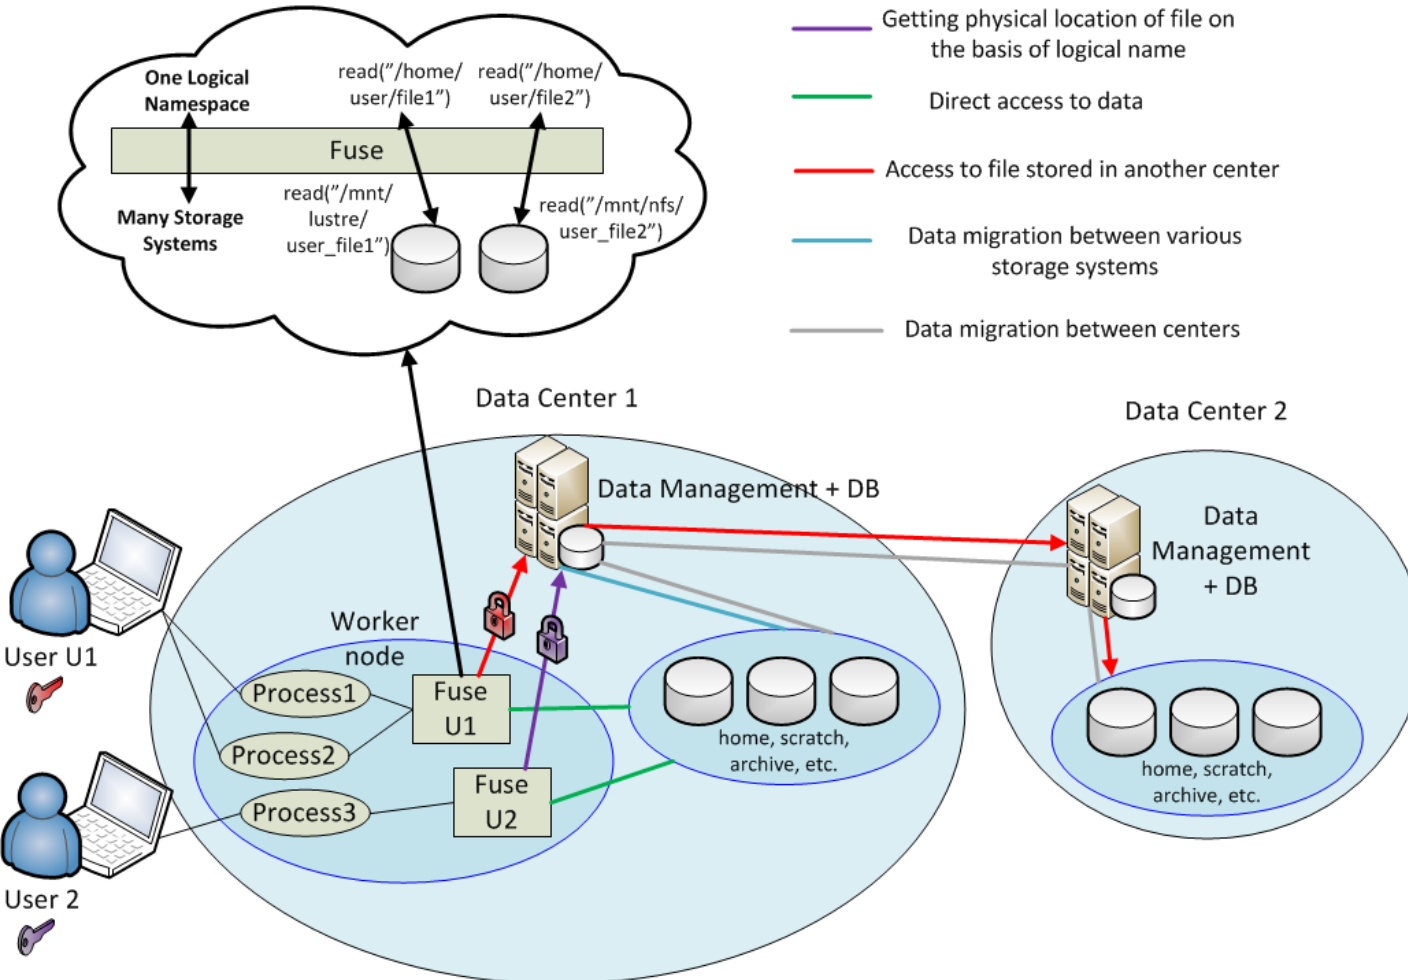 Getting physical location of file on
the basis of logical name
Direct access to data
Access to file stored in another center
Data migration between various
storage systems
Data migration between centers
One Logical
Namespace
read("/home/
user/file1")
read("/home/
user/file2")
Fuse
Many Storage
Systems
read("/mnt/
lustre/
user_file1")
read("/mnt/nfs/
user_file2")
Data Center 1
Data Center 2
Data Management + DB
Data
Management
+ DB
Worker
node
User U1
Process1
Process2
Process3
Fuse
U1
Fuse
U2
home, scratch,
archive, etc.
home, scratch,
archive, etc.
User 2